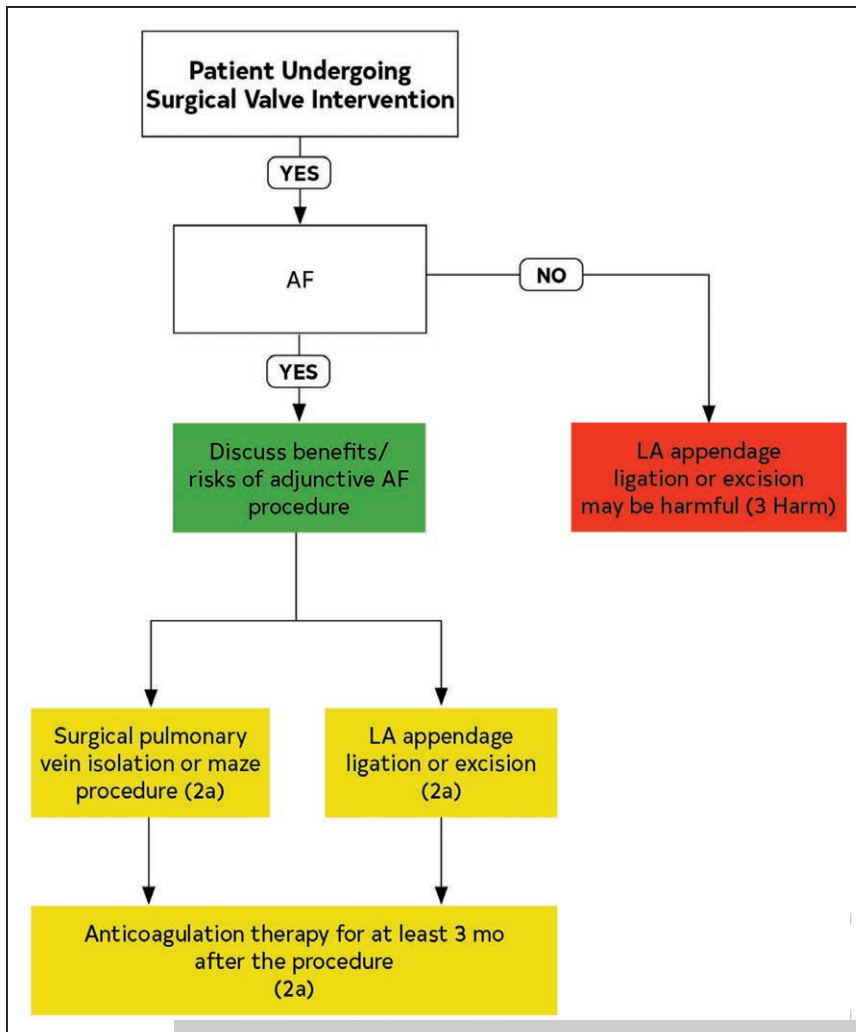 Patient Undergoing
Surgical Valve Intervention
YES
AF
NO
YES
Discuss benefits/
risks of adjunctive AF
procedure
LA appendage
ligation or excision
may be harmful (3 Harm)
Surgical pulmonary
vein isolation or maze
procedure (2a)
LA appendage
ligation or excision
(2a)
Anticoagulation therapy for at least 3 mo
after the procedure
(2a)